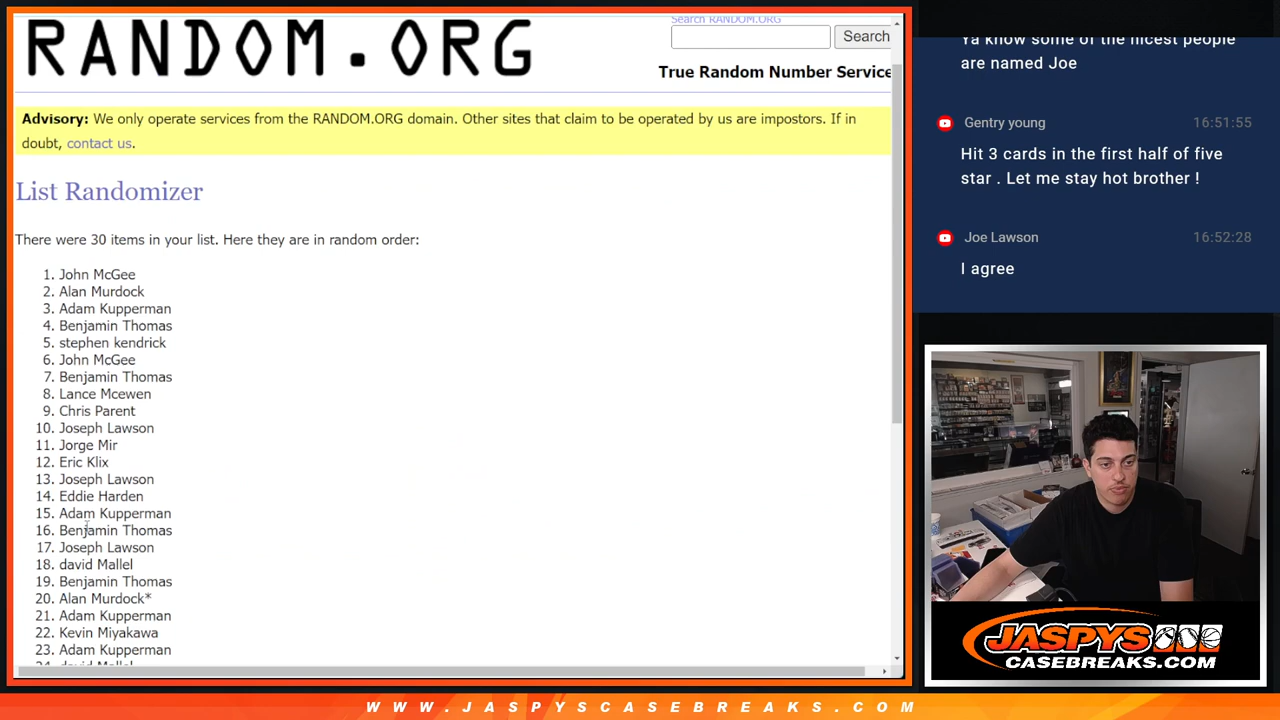 RANDOM.ORG
Search RANDOM.ORG
Search
True Random Number Service
Advisory: We only operate services from the RANDOM.ORG domain. Other sites that claim to be operated by us are impostors. If in
doubt, contact us.
List Randomizer
There were 30 items in your list. Here they are in random order:
1. John McGee
2. Alan Murdock
3. Adam Kupperman
4. Benjamin Thomas
5. stephen kendrick
6. John McGee
7. Benjamin Thomas
8. Lance Mcewen
9. Chris Parent
10. Joseph Lawson
11. Jorge Mir
12. Eric Klix
13. Joseph Lawson
14. Eddie Harden
15. Adam Kupperman
16. Benjamin Thomas
17. Joseph Lawson
18. david Mallel
19. Benjamin Thomas
20. Alan Murdock*
21. Adam Kupperman
22. Kevin Miyakawa
23. Adam Kupperman
24. david Mallel
Ya know some of the nicest people
are named Joe
Gentry young 16:51:55
Hit 3 cards in the first half of five
star . Let me stay hot brother !
Joe Lawson 16:52:28
I agree
JASPYS
CASEBREAKS.COM
WWW.JASPYSCASEBREAKS.COM